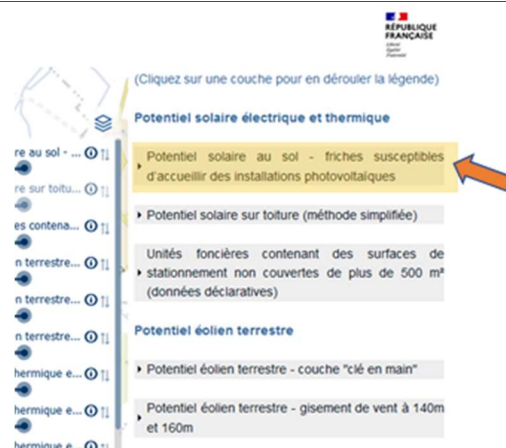 RÉPUBLIQUE
FRANÇAISE
Liberté
Égalité
Fraternité
(Cliquez sur une couche pour en dérouler la légende)
Potentiel solaire électrique et thermique
re au sol - ...
Potentiel solaire au sol - friches susceptibles
d'accueillir des installations photovoltaïques
re sur toitu...
Potentiel solaire sur toiture (méthode simplifiée)
es contena...
Unités foncières contenant des surfaces de
n terrestre...
stationnement non couvertes de plus de 500 m²
(données déclaratives)
n terrestre...
n terrestre...
Potentiel éolien terrestre
hermique e...
Potentiel éolien terrestre - couche "clé en main"
hermique e...
Potentiel éolien terrestre - gisement de vent à 140m
et 160m
hermique e...